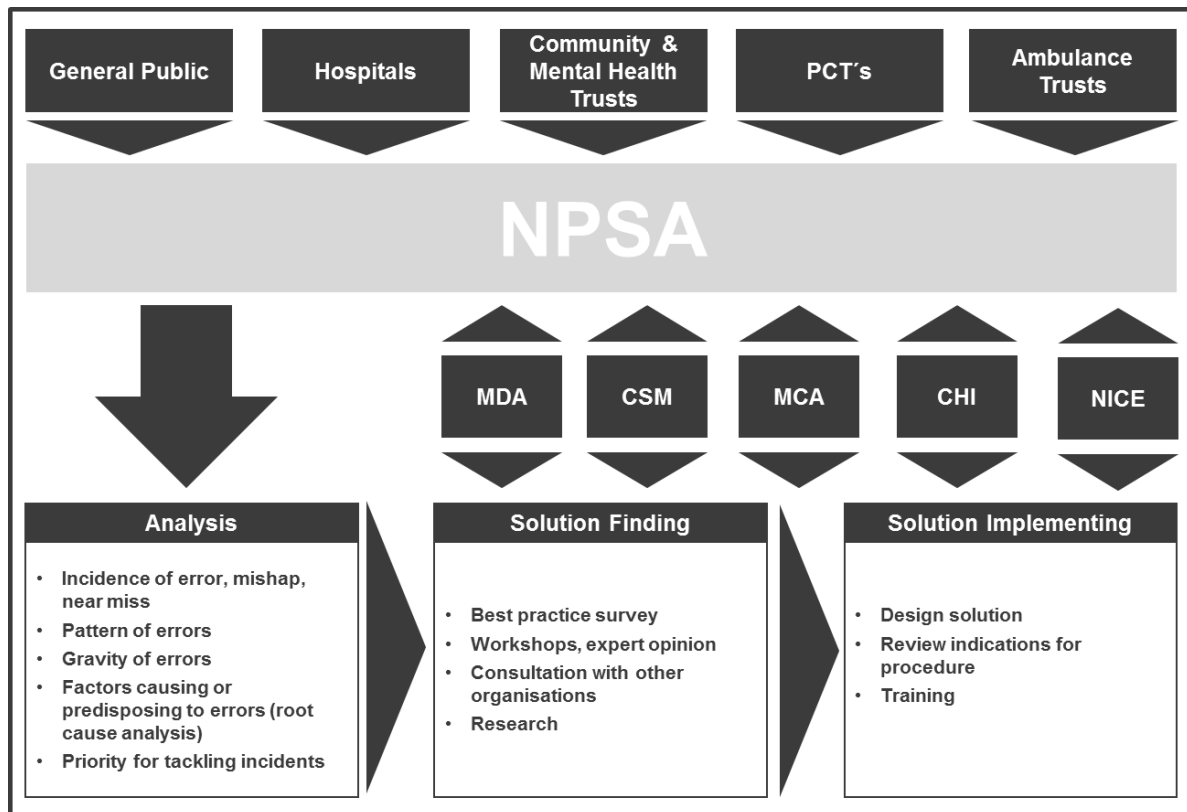 General Public
Hospitals
Community &
Mental Health
Trusts
PCT´s
Ambulance
Trusts
NPSA
MDA
CSM
MCA
CHI
NICE
Analysis
• Incidence of error, mishap,
near miss
• Pattern of errors
• Gravity of errors
• Factors causing or
predisposing to errors (root
cause analysis)
• Priority for tackling incidents
Solution Finding
• Best practice survey
• Workshops, expert opinion
• Consultation with other
organisations
• Research
Solution Implementing
• Design solution
• Review indications for
procedure
• Training